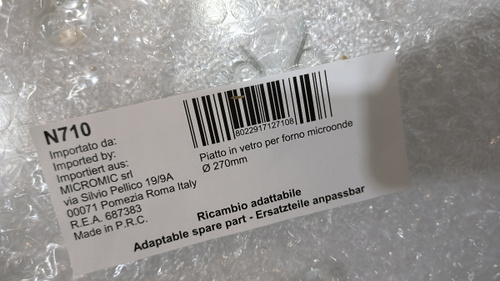 N710
Importato da:
Imported by:
Importiert aus:
MICROMIC srl
via Silvio Pellico 19/9A
00071 Pomezia Roma Italy
R.E.A. 687383
Made in P.R.C.
8022917127108
Piatto in vetro per forno microonde
Ø 270mm
Ricambio adattabile
Adaptable spare part - Ersatzteile anpassbar